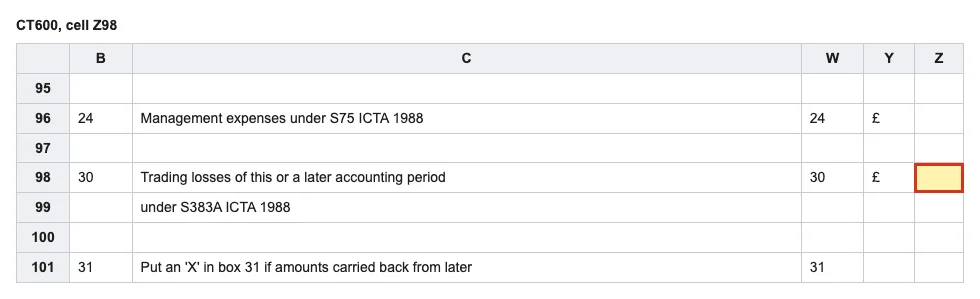 CT600, cell Z98
B C W Y Z
95
96 24 Management expenses under S75 ICTA 1988 24 £
97
98 30 Trading losses of this or a later accounting period 30 £
99 under S383A ICTA 1988
100
101 31 Put an 'X' in box 31 if amounts carried back from later 31